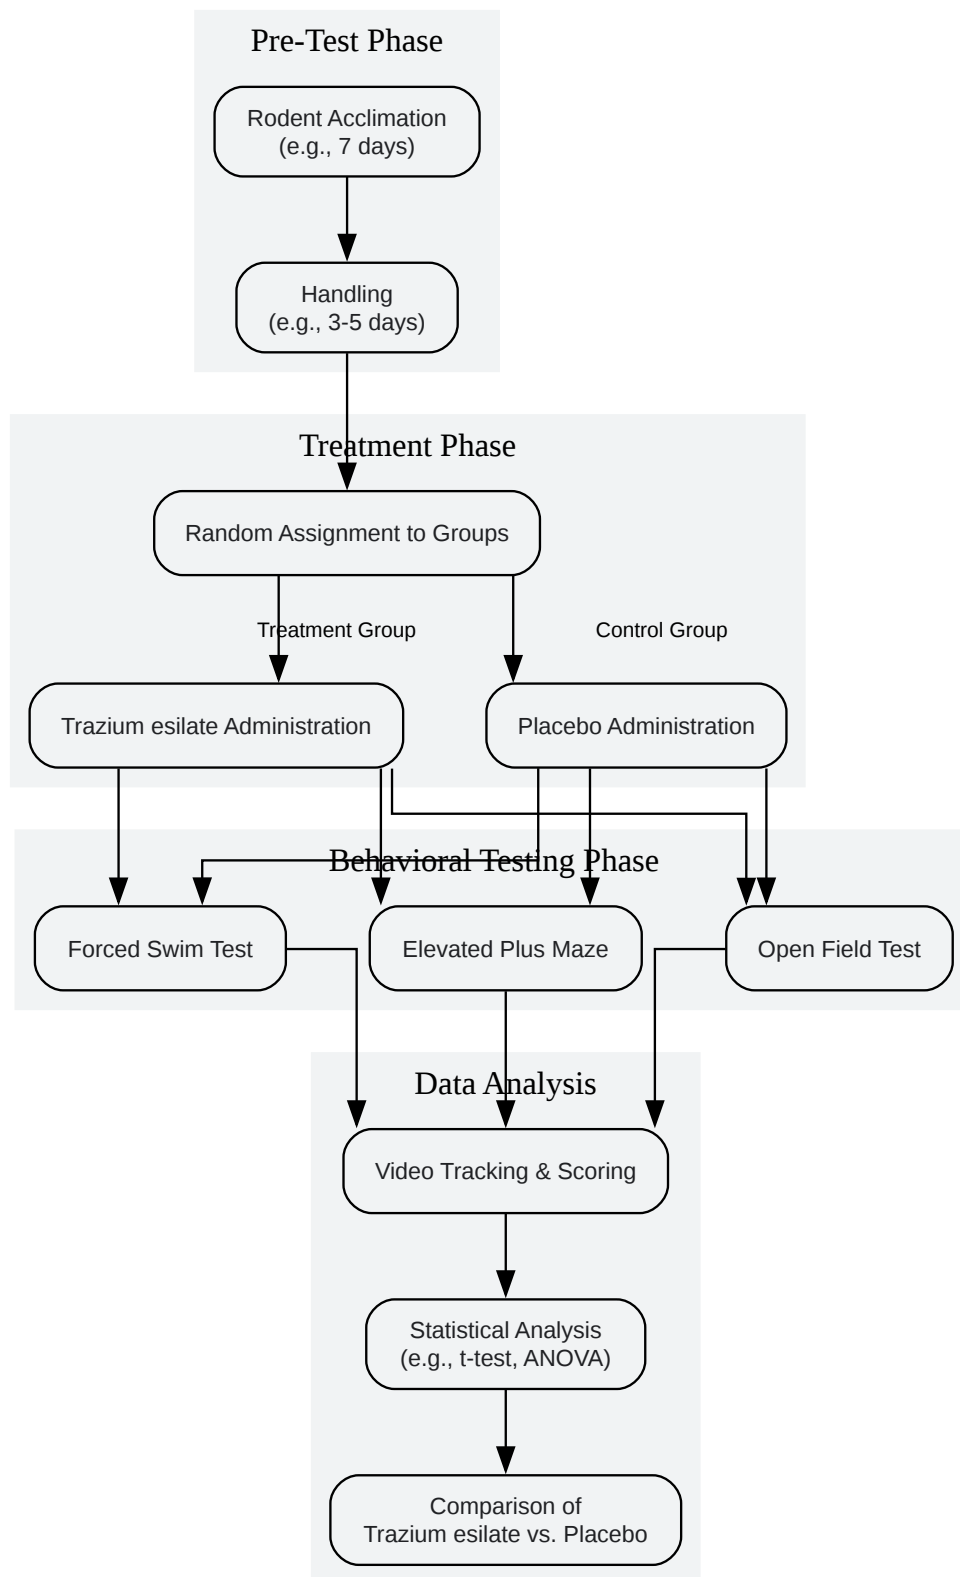 Pre-Test Phase
Rodent Acclimation
(e.g., 7 days)
Handling
(e.g., 3-5 days)
Treatment Phase
Random Assignment to Groups
Treatment Group
Control Group
Trazium esilate Administration
Placebo Administration
Behavioral Testing Phase
Forced Swim Test
Elevated Plus Maze
Open Field Test
Data Analysis
Video Tracking & Scoring
Statistical Analysis
(e.g., t-test, ANOVA)
Comparison of
Trazium esilate vs. Placebo